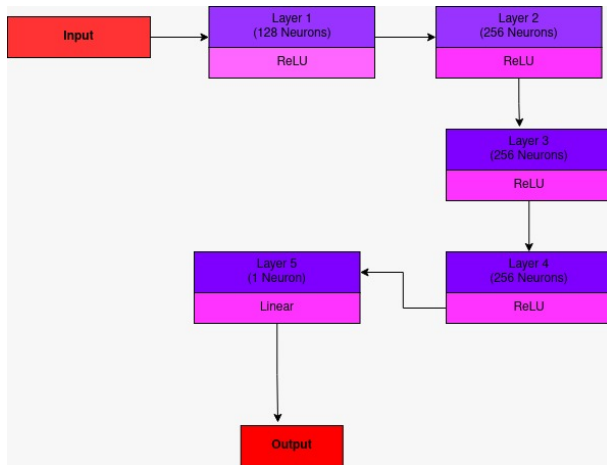 Input
Layer 1
(128 Neurons)
ReLU
Layer 2
(256 Neurons)
ReLU
Layer 3
(256 Neurons)
ReLU
Layer 4
(256 Neurons)
ReLU
Layer 5
(1 Neuron)
Linear
Output